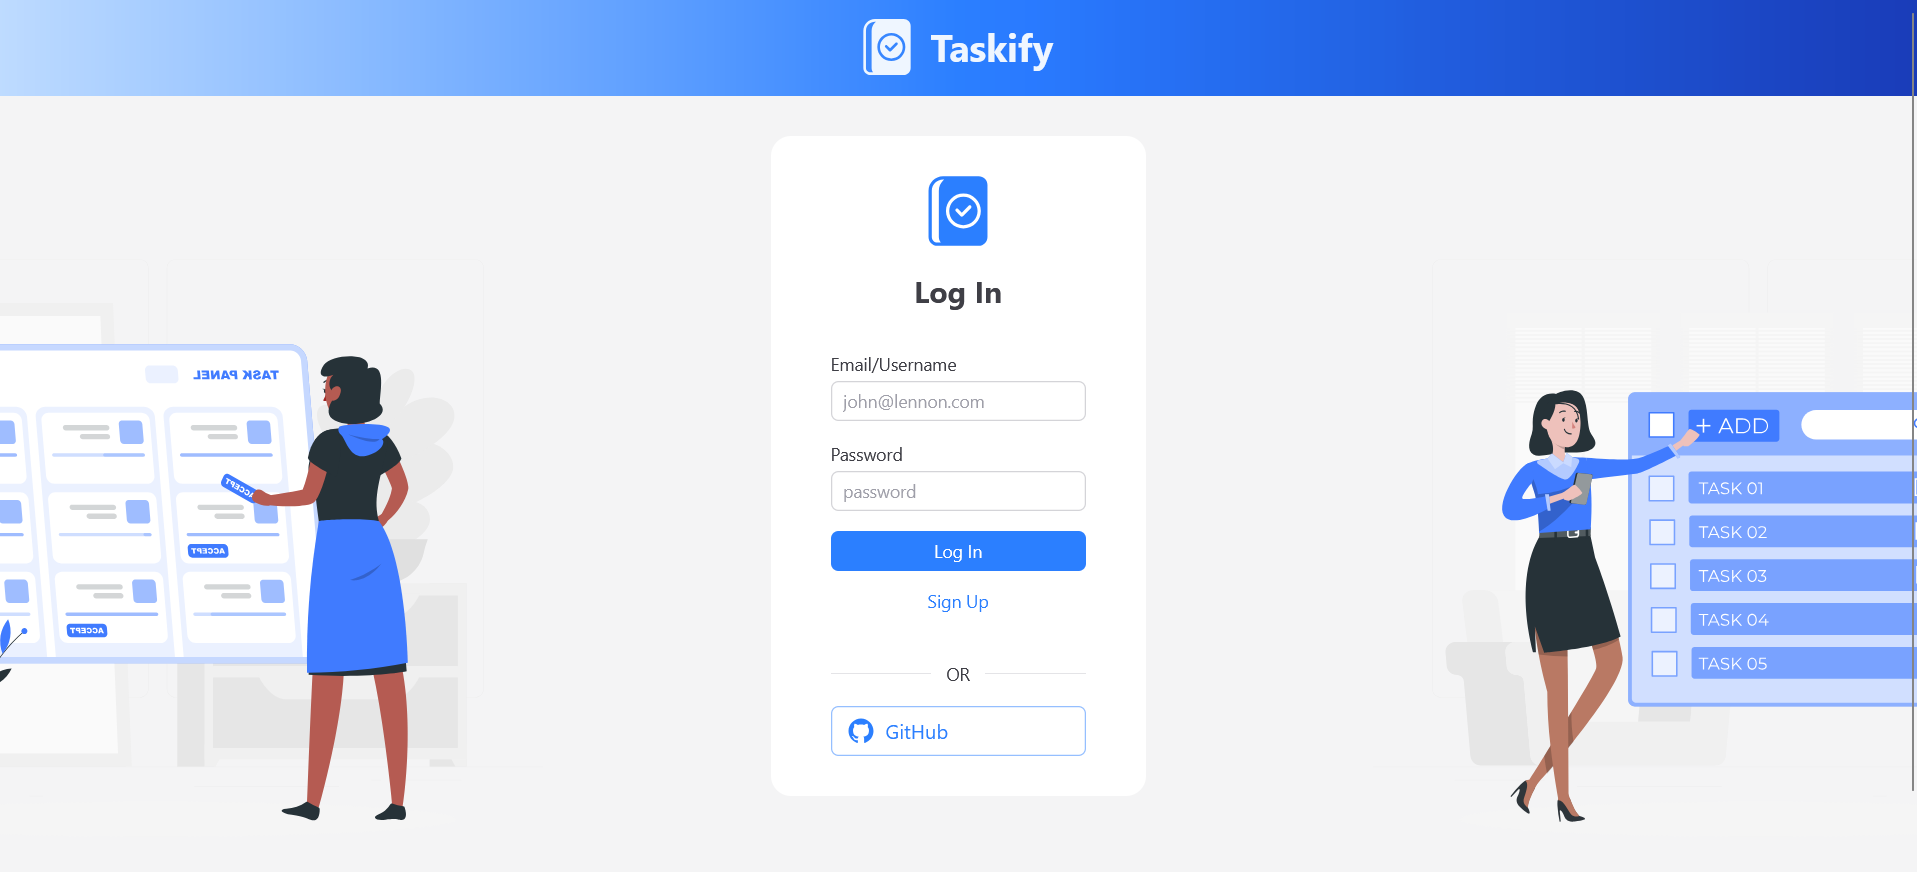 Taskify
Log In
Email/Username
john@lennon.com
Password
password
Log In
Sign Up
OR
GitHub
TASK PANEL
ACCEPT
ACCEPT
ACCEPT
+ ADD
TASK 01
TASK 02
TASK 03
TASK 04
TASK 05